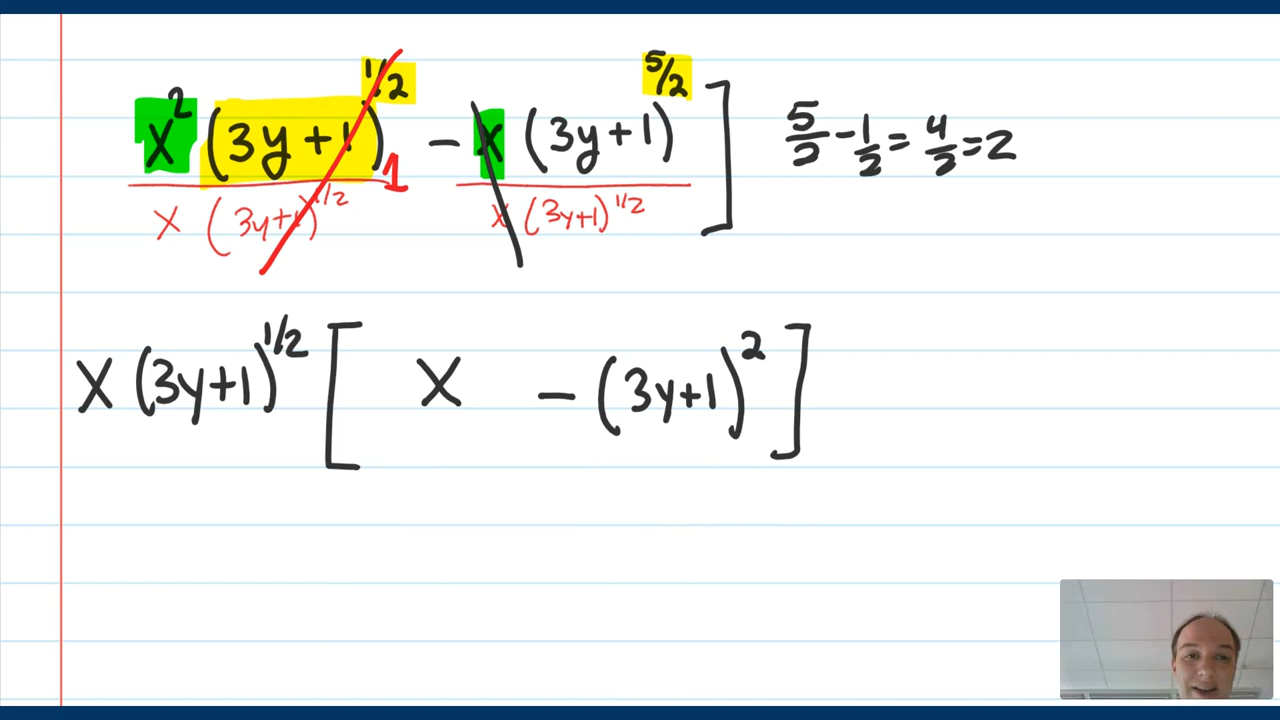 x² (3y+1)^1/2 1 - x (3y+1)^5/2 ] 5/2 - 1/2 = 4/2 = 2
x (3y+1)^1/2 x (3y+1)^1/2
x (3y+1)^1/2 [ x - (3y+1)² ]